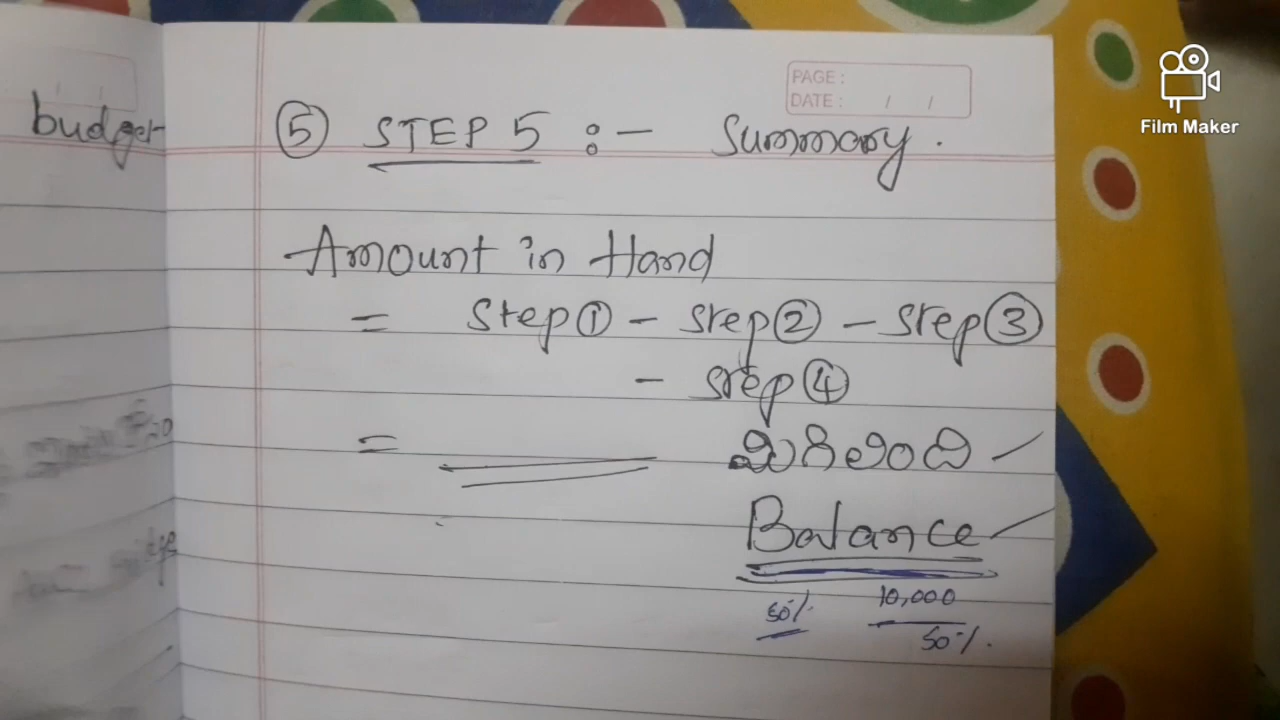 budget
PAGE :
DATE : / /
Film Maker
⑤ STEP 5 :- Summary.
Amount in Hand
= Step① - Step② - Step③
- Step④
= మిగిలింది
Balance
50% 10,000
50%.